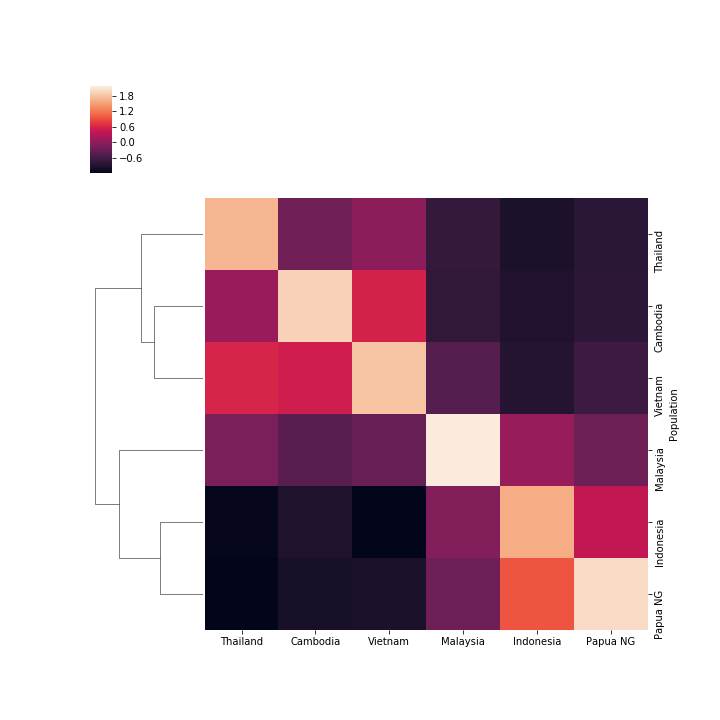 1.8
1.2
0.6
0.0
−0.6
Thailand
Cambodia
Vietnam
Malaysia
Indonesia
Papua NG
Population
Thailand
Cambodia
Vietnam
Malaysia
Indonesia
Papua NG